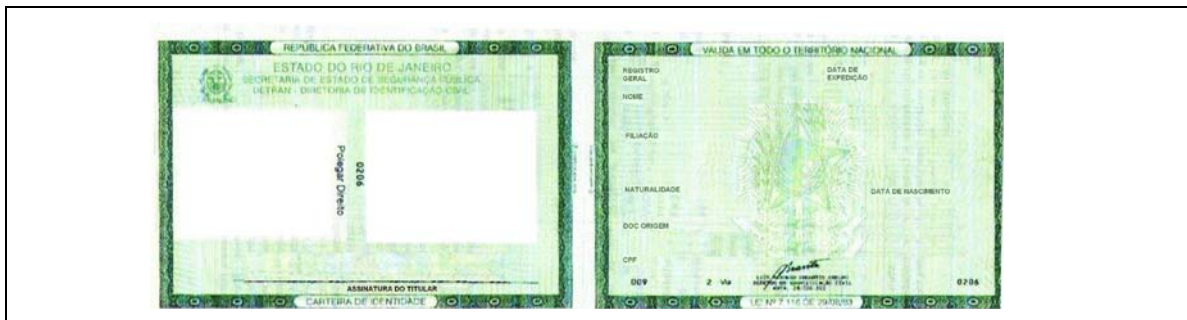 REPÚBLICA FEDERATIVA DO BRASIL
ESTADO DO RIO DE JANEIRO
SECRETARIA DE ESTADO DE SEGURANÇA PÚBLICA
DETRAN - DIRETORIA DE IDENTIFICAÇÃO CIVIL
0206
Polegar Direito
ASSINATURA DO TITULAR
CARTEIRA DE IDENTIDADE
VÁLIDA EM TODO O TERRITÓRIO NACIONAL
REGISTRO GERAL
DATA DE EXPEDIÇÃO
NOME
FILIAÇÃO
NATURALIDADE
DATA DE NASCIMENTO
DOC ORIGEM
CPF
009
2 Via
0206
LEI Nº 7.116 DE 29/08/83